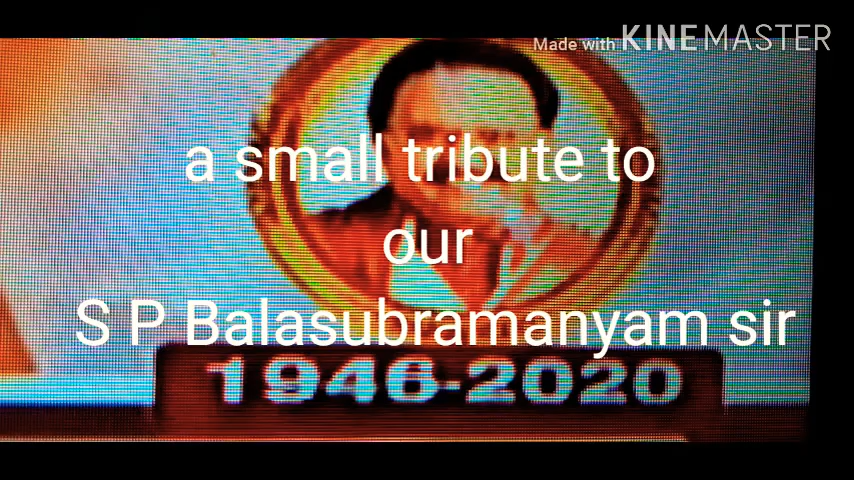 Made with KINEMASTER
a small tribute to
our
S P Balasubramanyam sir
1946-2020